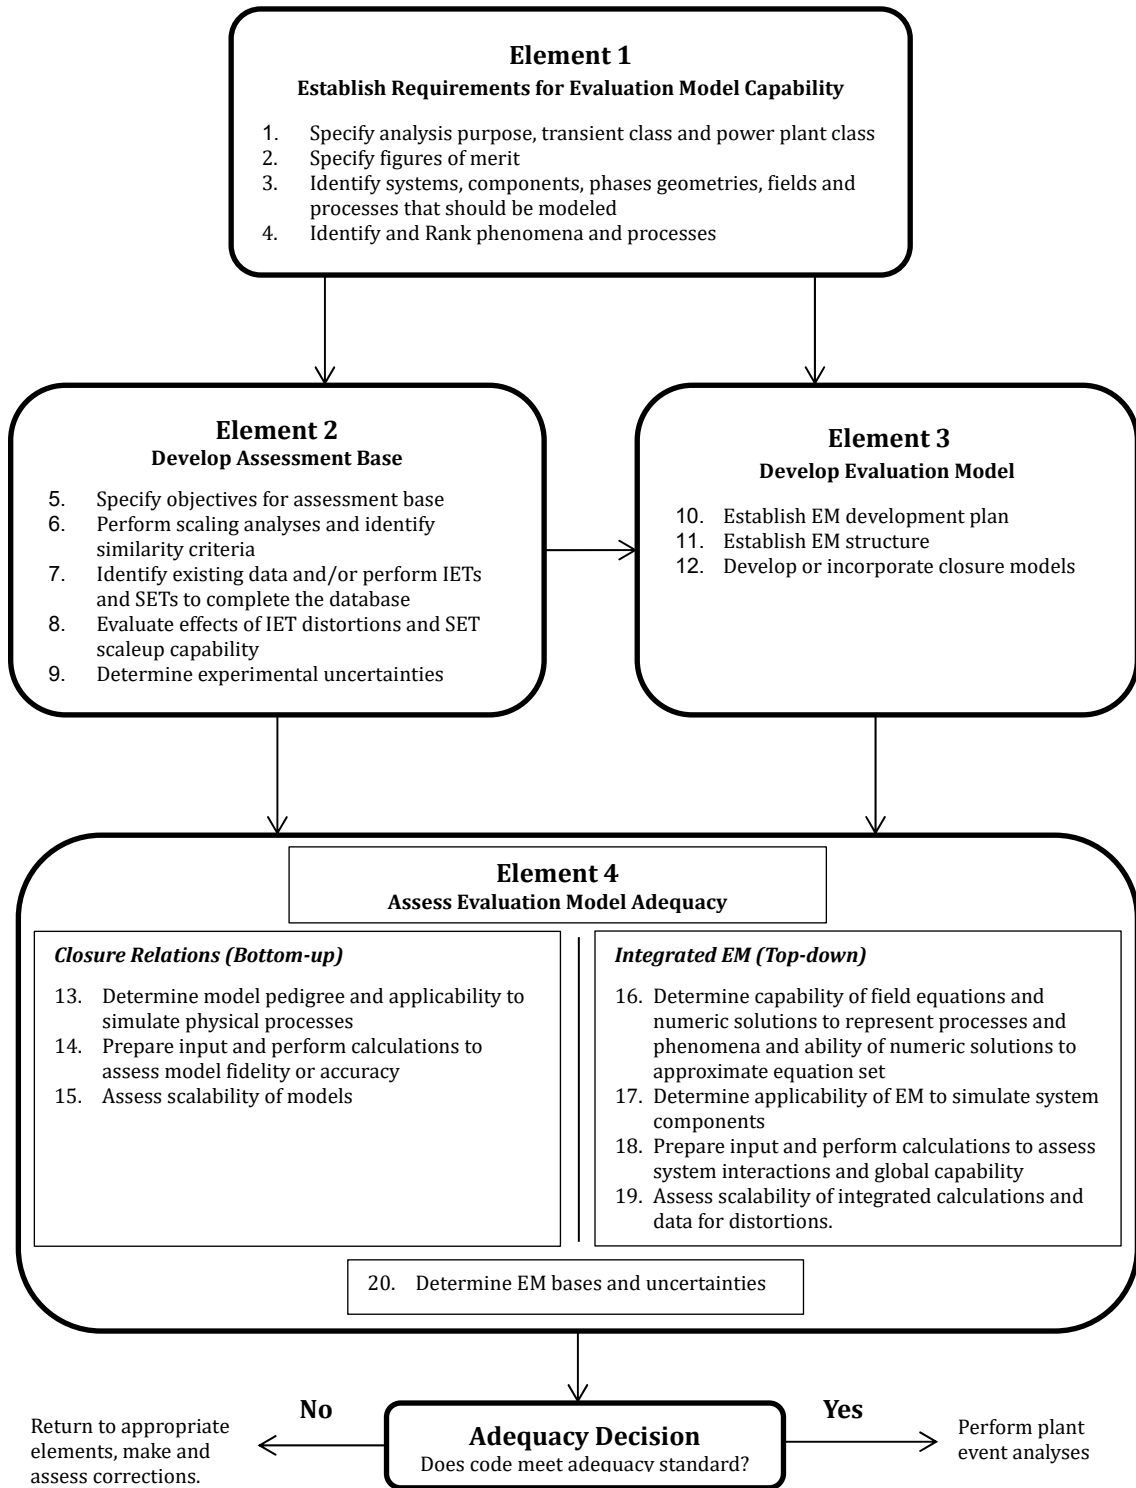 Element 1
Establish Requirements for Evaluation Model Capability
1. Specify analysis purpose, transient class and power plant class
2. Specify figures of merit
3. Identify systems, components, phases geometries, fields and
processes that should be modeled
4. Identify and Rank phenomena and processes
Element 2
Develop Assessment Base
5. Specify objectives for assessment base
6. Perform scaling analyses and identify
similarity criteria
7. Identify existing data and/or perform IETs
and SETs to complete the database
8. Evaluate effects of IET distortions and SET
scaleup capability
9. Determine experimental uncertainties
Element 3
Develop Evaluation Model
10. Establish EM development plan
11. Establish EM structure
12. Develop or incorporate closure models
Element 4
Assess Evaluation Model Adequacy
Closure Relations (Bottom-up)
13. Determine model pedigree and applicability to
simulate physical processes
14. Prepare input and perform calculations to
assess model fidelity or accuracy
15. Assess scalability of models
Integrated EM (Top-down)
16. Determine capability of field equations and
numeric solutions to represent processes and
phenomena and ability of numeric solutions to
approximate equation set
17. Determine applicability of EM to simulate system
components
18. Prepare input and perform calculations to assess
system interactions and global capability
19. Assess scalability of integrated calculations and
data for distortions.
20. Determine EM bases and uncertainties
No
Return to appropriate
elements, make and
assess corrections.
Adequacy Decision
Does code meet adequacy standard?
Yes
Perform plant
event analyses